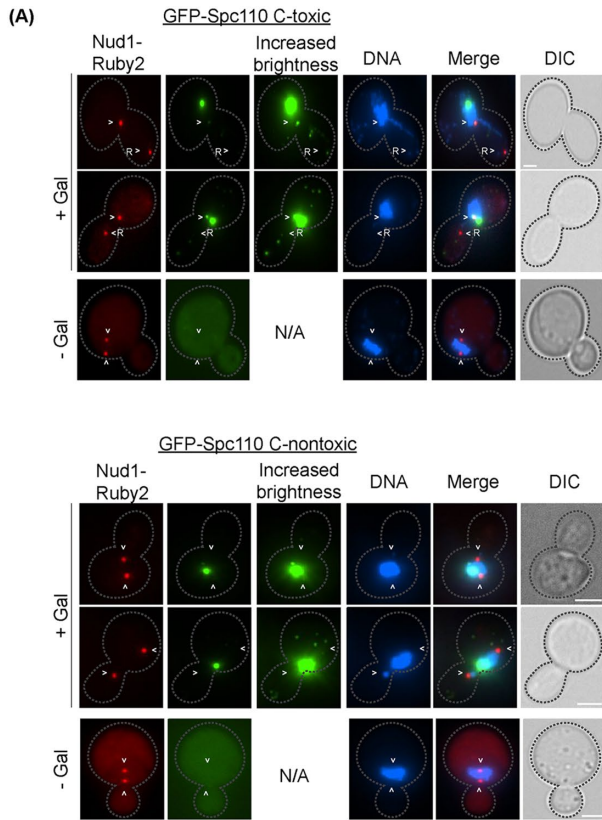 (A)
GFP-Spc110 C-toxic
Nud1-
Ruby2
Increased
brightness
DNA
Merge
DIC
+ Gal
>
>
>
>
>
R>
R>
R>
R>
>
>
>
>
>
<R
<R
<R
<R
- Gal
N/A
GFP-Spc110 C-nontoxic
Nud1-
Ruby2
Increased
brightness
DNA
Merge
DIC
+ Gal
- Gal
N/A